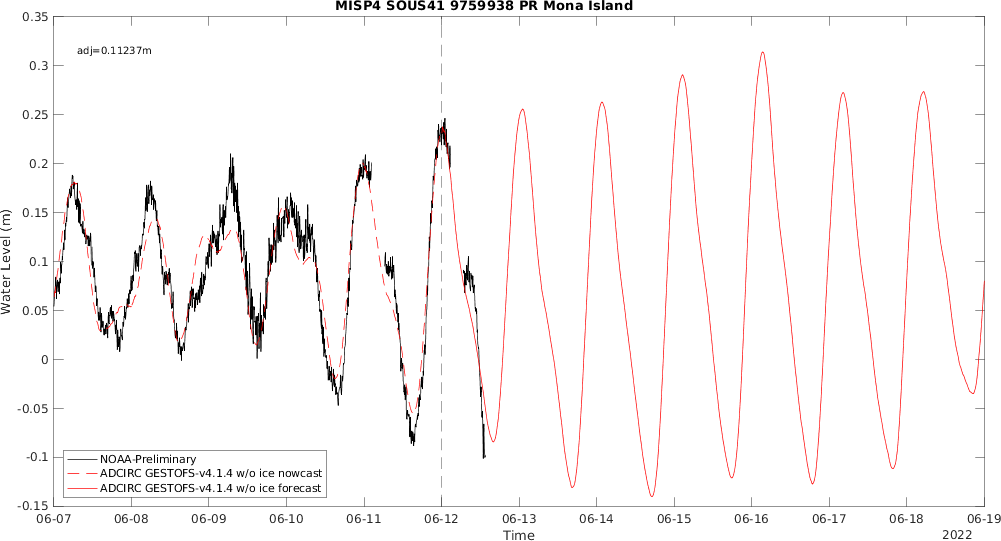 MISP4 SOUS41 9759938 PR Mona Island
0.35
adj=0.11237m
0.3
0.25
0.2
0.15
0.1
0.05
0
-0.05
-0.1
-0.15
Water Level (m)
NOAA-Preliminary
ADCIRC GESTOFS-v4.1.4 w/o ice nowcast
ADCIRC GESTOFS-v4.1.4 w/o ice forecast
06-07 06-08 06-09 06-10 06-11 06-12 06-13 06-14 06-15 06-16 06-17 06-18 06-19
Time
2022